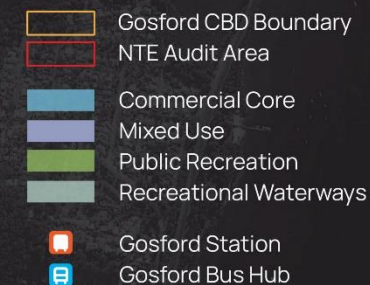 Gosford CBD Boundary
NTE Audit Area
Commercial Core
Mixed Use
Public Recreation
Recreational Waterways
Gosford Station
Gosford Bus Hub